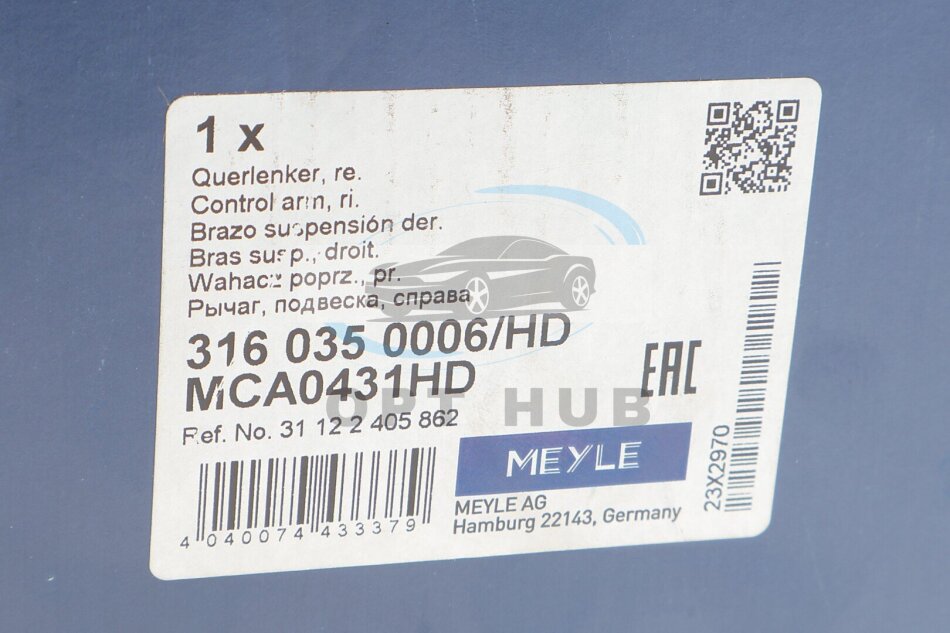 1 x
Querlenker, re.
Control arm, ri.
Brazo suspensión der.
Bras susp., droit.
Wahacz poprz., pr.
Рычаг, подвеска, справа
316 035 0006/HD
MCA0431HD
OPT HUB
Ref. No. 31 12 2 405 862
EAC
23X2970
MEYLE
MEYLE AG
Hamburg 22143, Germany
4 040074 433379